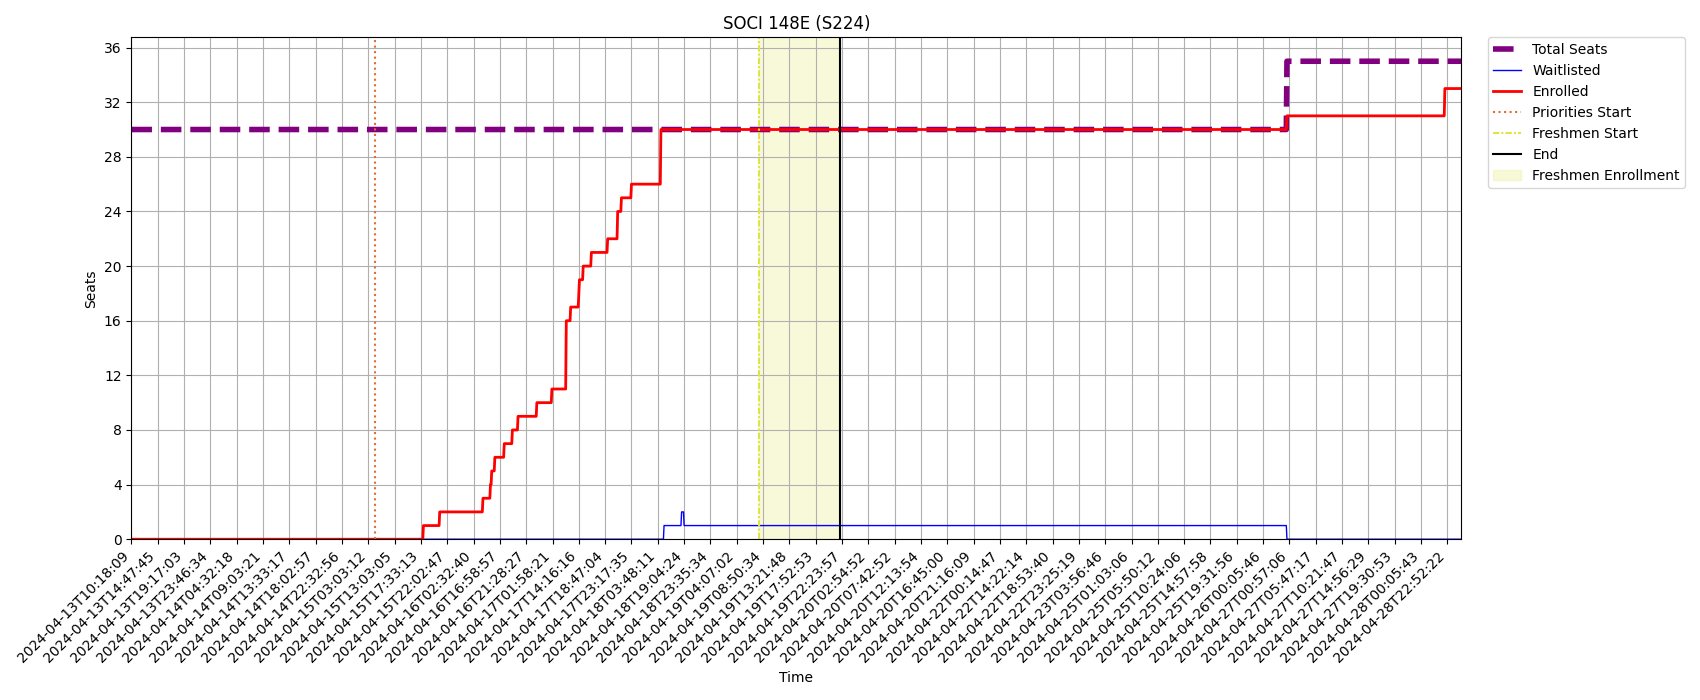 SOCI 148E (S224)
36
32
28
24
20
16
12
8
4
0
Seats
2024-04-13T10:18:09
2024-04-13T14:47:45
2024-04-13T19:17:03
2024-04-13T23:46:34
2024-04-14T04:32:18
2024-04-14T09:03:21
2024-04-14T13:33:17
2024-04-14T18:02:57
2024-04-14T22:32:56
2024-04-15T03:03:12
2024-04-15T13:03:05
2024-04-15T17:33:13
2024-04-15T22:02:47
2024-04-16T02:32:40
2024-04-16T16:58:57
2024-04-16T21:28:27
2024-04-17T01:58:21
2024-04-17T14:16:16
2024-04-17T18:47:04
2024-04-17T23:17:35
2024-04-18T03:48:11
2024-04-18T19:04:24
2024-04-18T23:35:34
2024-04-19T04:07:02
2024-04-19T08:50:34
2024-04-19T13:21:48
2024-04-19T17:52:53
2024-04-19T22:23:57
2024-04-20T02:54:52
2024-04-20T07:42:52
2024-04-20T12:13:54
2024-04-20T16:45:00
2024-04-20T21:16:09
2024-04-22T00:14:47
2024-04-22T14:22:14
2024-04-22T18:53:40
2024-04-22T23:25:19
2024-04-23T03:56:46
2024-04-25T01:03:06
2024-04-25T05:50:12
2024-04-25T10:24:06
2024-04-25T14:57:58
2024-04-25T19:31:56
2024-04-26T00:05:46
2024-04-27T00:57:06
2024-04-27T05:47:17
2024-04-27T10:21:47
2024-04-27T14:56:29
2024-04-27T19:30:53
2024-04-28T00:05:43
2024-04-28T22:52:22
Time
Total Seats
Waitlisted
Enrolled
Priorities Start
Freshmen Start
End
Freshmen Enrollment